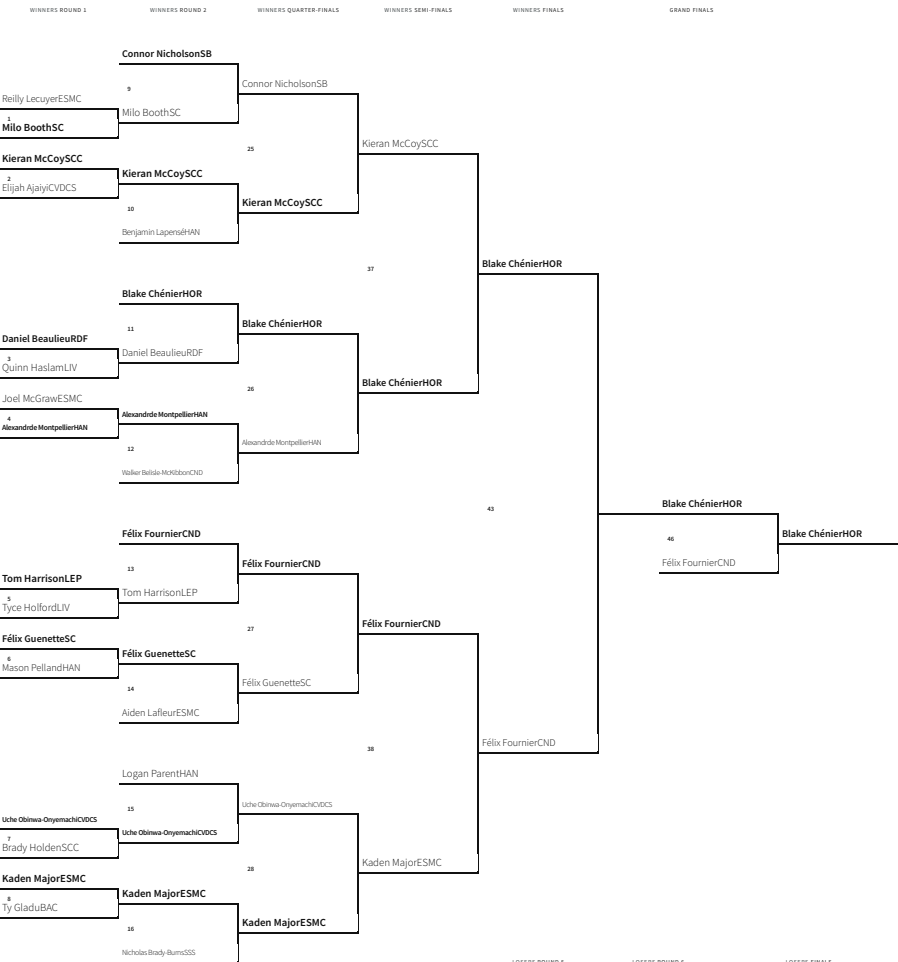 WINNERS ROUND 1
WINNERS ROUND 2
WINNERS QUARTER-FINALS
WINNERS SEMI-FINALS
WINNERS FINALS
GRAND FINALS
Reilly LecuyerESMC
1
Milo BoothSC
Kieran McCoySCC
2
Elijah AjaiyiCVDCS
Daniel BeaulieuRDF
3
Quinn HaslamLIV
Joel McGrawESMC
4
Alexandrde MontpellierHAN
Tom HarrisonLEP
5
Tyce HolfordLIV
Félix GuenetteSC
6
Mason PellandHAN
Uche Obinwa-OnyemachiCVDCS
7
Brady HoldenSCC
Kaden MajorESMC
8
Ty GladuBAC
Connor NicholsonSB
9
Milo BoothSC
Kieran McCoySCC
10
Benjamin LapenséHAN
Blake ChénierHOR
11
Daniel BeaulieuRDF
Alexandrde MontpellierHAN
12
Walker Belisle-McKibbonCND
Félix FournierCND
13
Tom HarrisonLEP
Félix GuenetteSC
14
Aiden LafleurESMC
Logan ParentHAN
15
Uche Obinwa-OnyemachiCVDCS
Kaden MajorESMC
16
Nicholas Brady-BurnsSSS
Connor NicholsonSB
25
Kieran McCoySCC
Blake ChénierHOR
26
Alexandrde MontpellierHAN
Félix FournierCND
27
Félix GuenetteSC
Uche Obinwa-OnyemachiCVDCS
28
Kaden MajorESMC
Kieran McCoySCC
37
Blake ChénierHOR
Félix FournierCND
38
Kaden MajorESMC
Blake ChénierHOR
43
Félix FournierCND
Blake ChénierHOR
46
Félix FournierCND
Blake ChénierHOR